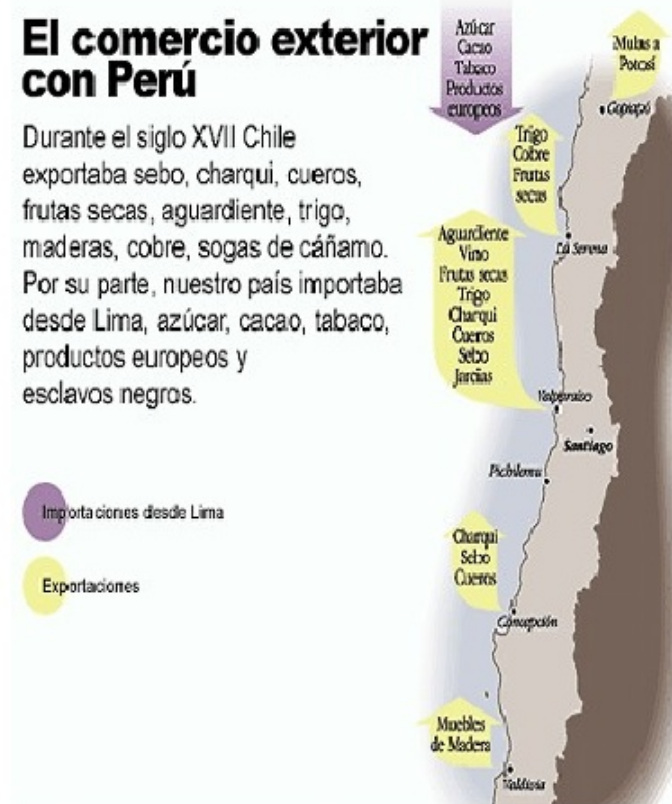 El comercio exterior
con Perú
Durante el siglo XVII Chile
exportaba sebo, charqui, cueros,
frutas secas, aguardiente, trigo,
maderas, cobre, sogas de cáñamo.
Por su parte, nuestro país importaba
desde Lima, azúcar, cacao, tabaco,
productos europeos y
esclavos negros.
Importaciones desde Lima
Exportaciones
Azúcar
Cacao
Tabaco
Productos
europeos
Mulas a
Potosí
Copiapó
Trigo
Cobre
Frutas
secas
La Serena
Aguardiente
Vino
Frutas secas
Trigo
Charqui
Cueros
Sebo
Jarcias
Valparaíso
Santiago
Pichilemu
Charqui
Sebo
Cueros
Concepción
Muebles
de Madera
Valdivia